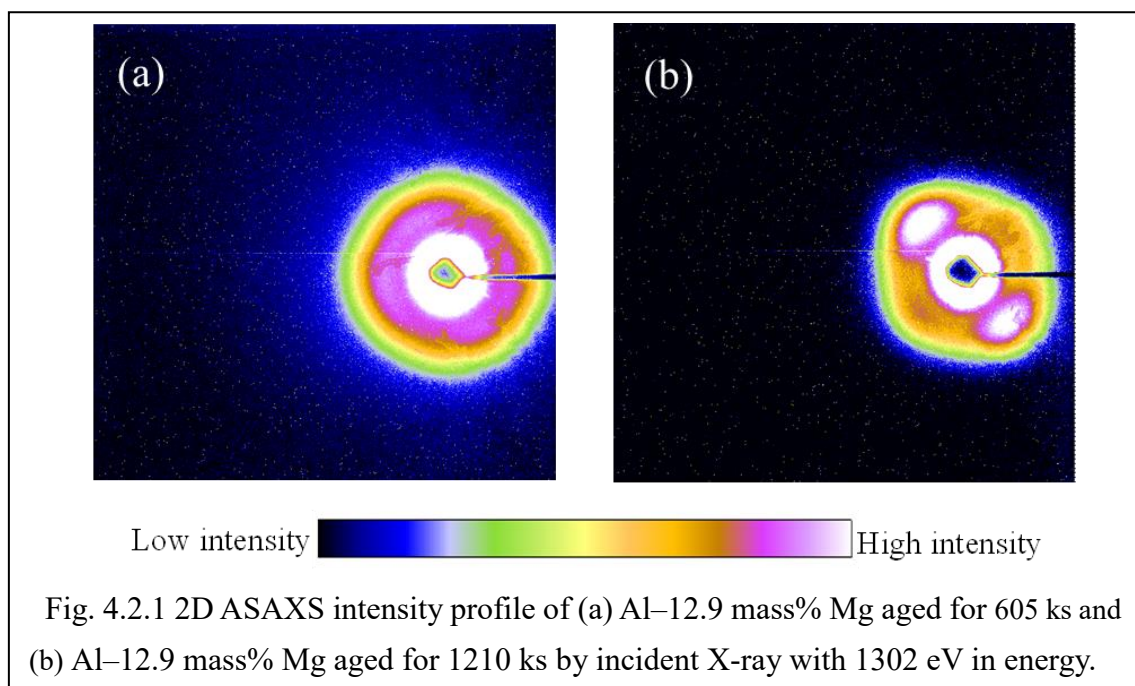 (a) (b)
Low intensity High intensity
Fig. 4.2.1 2D ASAXS intensity profile of (a) Al–12.9 mass% Mg aged for 605 ks and
(b) Al–12.9 mass% Mg aged for 1210 ks by incident X-ray with 1302 eV in energy.